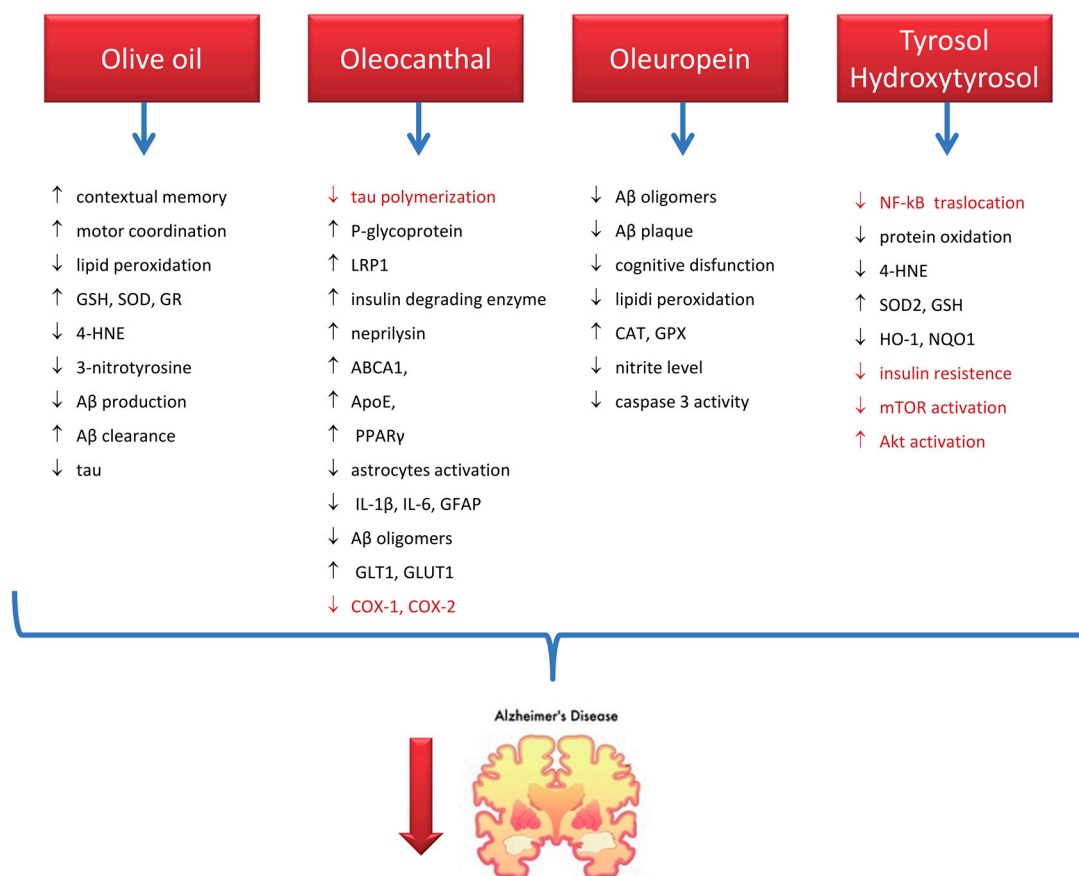 Olive oil
↑ contextual memory
↑ motor coordination
↓ lipid peroxidation
↑ GSH, SOD, GR
↓ 4-HNE
↓ 3-nitrotyrosine
↓ Aβ production
↑ Aβ clearance
↓ tau
Oleocanthal
↓ tau polymerization
↑ P-glycoprotein
↑ LRP1
↑ insulin degrading enzyme
↑ neprilysin
↑ ABCA1,
↑ ApoE,
↑ PPARγ
↓ astrocytes activation
↓ IL-1β, IL-6, GFAP
↓ Aβ oligomers
↑ GLT1, GLUT1
↓ COX-1, COX-2
Oleuropein
↓ Aβ oligomers
↓ Aβ plaque
↓ cognitive disfunction
↓ lipidi peroxidation
↑ CAT, GPX
↓ nitrite level
↓ caspase 3 activity
Tyrosol
Hydroxytyrosol
↓ NF-kB traslocation
↓ protein oxidation
↓ 4-HNE
↑ SOD2, GSH
↓ HO-1, NQO1
↓ insulin resistence
↓ mTOR activation
↑ Akt activation
Alzheimer's Disease